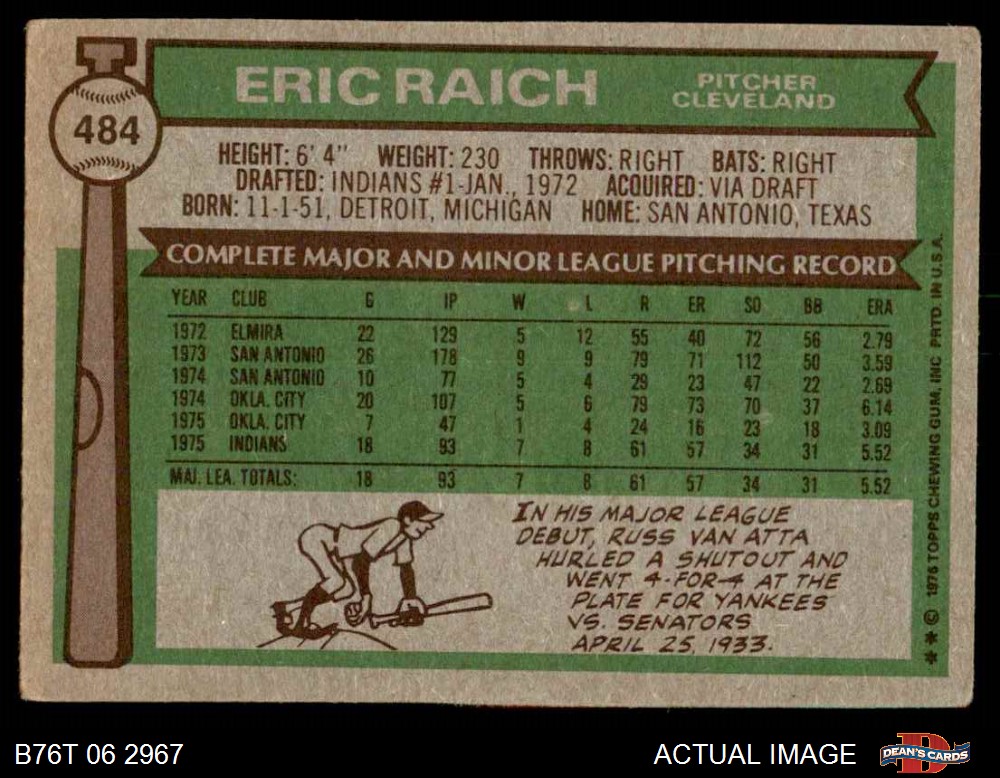 484
ERIC RAICH
PITCHER
CLEVELAND
HEIGHT: 6' 4" WEIGHT: 230 THROWS: RIGHT BATS: RIGHT
DRAFTED: INDIANS #1-JAN., 1972 ACQUIRED: VIA DRAFT
BORN: 11-1-51, DETROIT, MICHIGAN HOME: SAN ANTONIO, TEXAS
COMPLETE MAJOR AND MINOR LEAGUE PITCHING RECORD
YEAR CLUB G IP W L R ER SO BB ERA
1972 ELMIRA 22 129 5 12 55 40 72 56 2.79
1973 SAN ANTONIO 26 178 9 9 79 71 112 50 3.59
1974 SAN ANTONIO 10 77 5 4 29 23 47 22 2.69
1974 OKLA. CITY 20 107 5 6 79 73 70 37 6.14
1975 OKLA. CITY 7 47 1 4 24 16 23 18 3.09
1975 INDIANS 18 93 7 8 61 57 34 31 5.52
MAJ. LEA. TOTALS: 18 93 7 8 61 57 34 31 5.52
IN HIS MAJOR LEAGUE
DEBUT, RUSS VAN ATTA
HURLED A SHUTOUT AND
WENT 4-FOR-4 AT THE
PLATE FOR YANKEES
VS. SENATORS
APRIL 25, 1933.
** © 1976 TOPPS CHEWING GUM, INC PRTD. IN U.S.A.
B76T 06 2967
ACTUAL IMAGE
DEAN'S CARDS